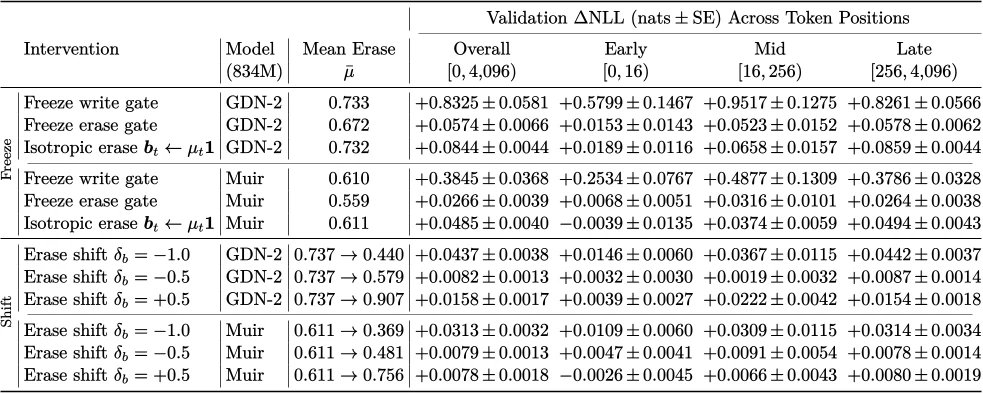 Validation ΔNLL (nats ± SE) Across Token Positions
Intervention Model Mean Erase Overall Early Mid Late
(834M) μ̄ [0, 4,096) [0, 16) [16, 256) [256, 4,096)
Freeze
Freeze write gate GDN-2 0.733 +0.8325 ± 0.0581 +0.5799 ± 0.1467 +0.9517 ± 0.1275 +0.8261 ± 0.0566
Freeze erase gate GDN-2 0.672 +0.0574 ± 0.0066 +0.0153 ± 0.0143 +0.0523 ± 0.0152 +0.0578 ± 0.0062
Isotropic erase b_t ← μ_t1 GDN-2 0.732 +0.0844 ± 0.0044 +0.0189 ± 0.0116 +0.0658 ± 0.0157 +0.0859 ± 0.0044
Freeze write gate Muir 0.610 +0.3845 ± 0.0368 +0.2534 ± 0.0767 +0.4877 ± 0.1309 +0.3786 ± 0.0328
Freeze erase gate Muir 0.559 +0.0266 ± 0.0039 +0.0068 ± 0.0051 +0.0316 ± 0.0101 +0.0264 ± 0.0038
Isotropic erase b_t ← μ_t1 Muir 0.611 +0.0485 ± 0.0040 −0.0039 ± 0.0135 +0.0374 ± 0.0059 +0.0494 ± 0.0043
Shift
Erase shift δ_b = −1.0 GDN-2 0.737 → 0.440 +0.0437 ± 0.0038 +0.0146 ± 0.0060 +0.0367 ± 0.0115 +0.0442 ± 0.0037
Erase shift δ_b = −0.5 GDN-2 0.737 → 0.579 +0.0082 ± 0.0013 +0.0032 ± 0.0030 +0.0019 ± 0.0032 +0.0087 ± 0.0014
Erase shift δ_b = +0.5 GDN-2 0.737 → 0.907 +0.0158 ± 0.0017 +0.0039 ± 0.0027 +0.0222 ± 0.0042 +0.0154 ± 0.0018
Erase shift δ_b = −1.0 Muir 0.611 → 0.369 +0.0313 ± 0.0032 +0.0109 ± 0.0060 +0.0309 ± 0.0115 +0.0314 ± 0.0034
Erase shift δ_b = −0.5 Muir 0.611 → 0.481 +0.0079 ± 0.0013 +0.0047 ± 0.0041 +0.0091 ± 0.0054 +0.0078 ± 0.0014
Erase shift δ_b = +0.5 Muir 0.611 → 0.756 +0.0078 ± 0.0018 −0.0026 ± 0.0045 +0.0066 ± 0.0043 +0.0080 ± 0.0019